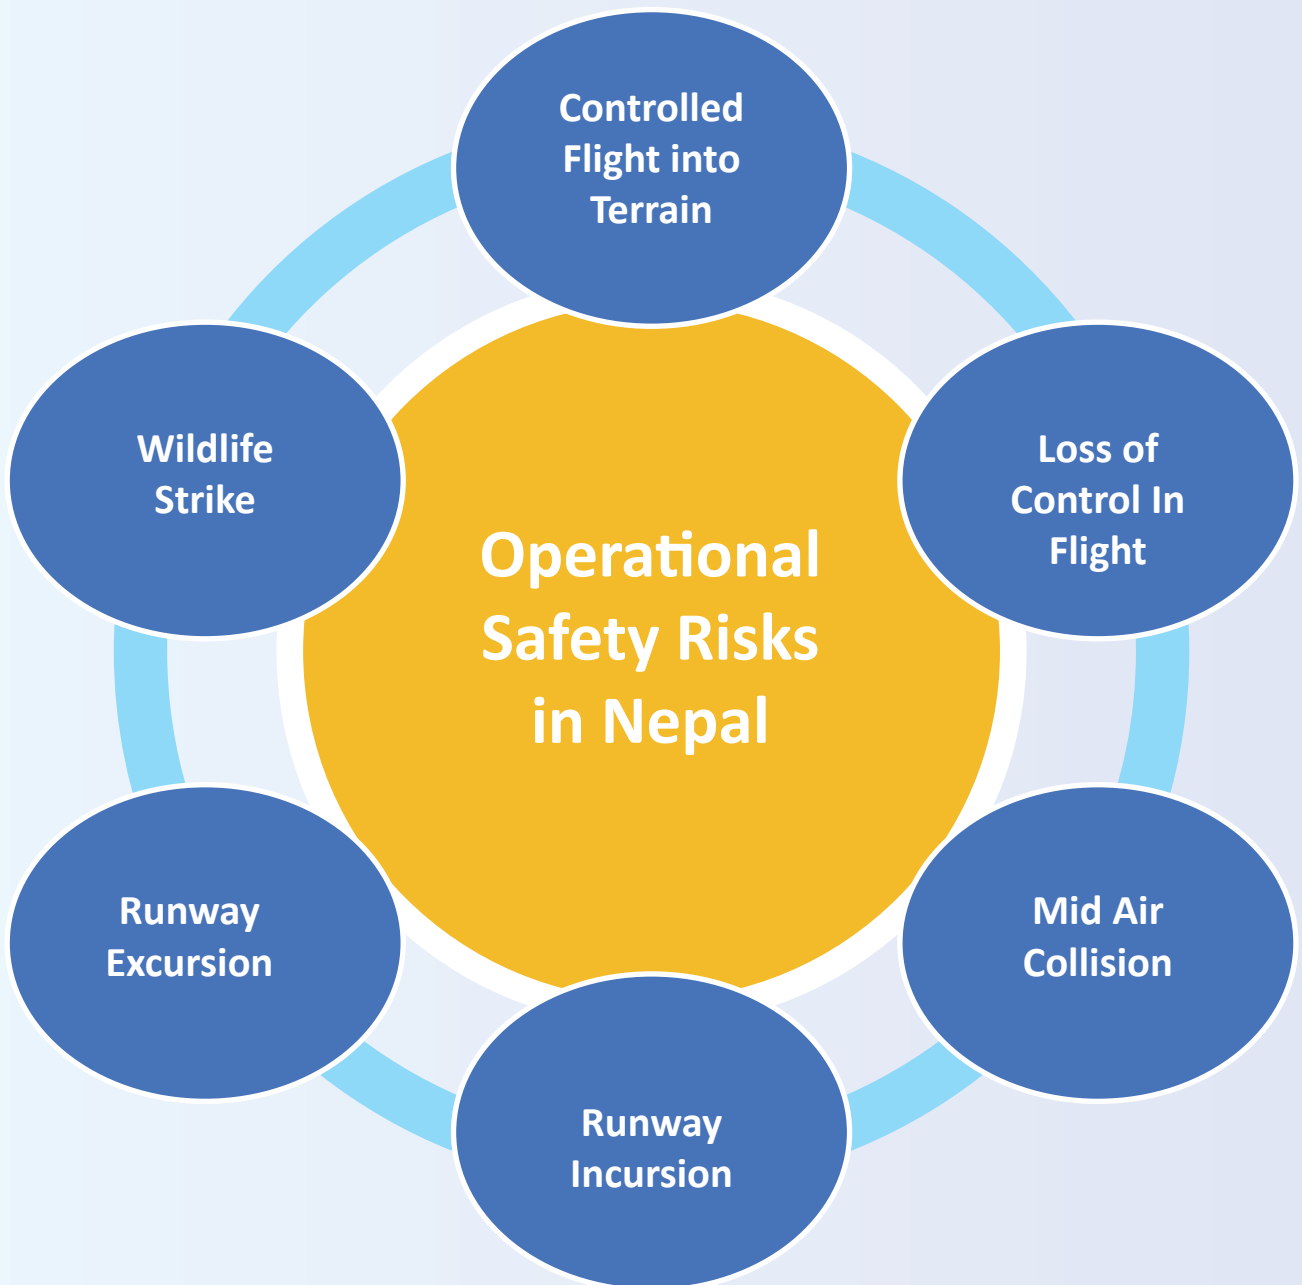 Controlled
Flight into
Terrain
Loss of
Control In
Flight
Mid Air
Collision
Runway
Incursion
Runway
Excursion
Wildlife
Strike
Operational
Safety Risks
in Nepal